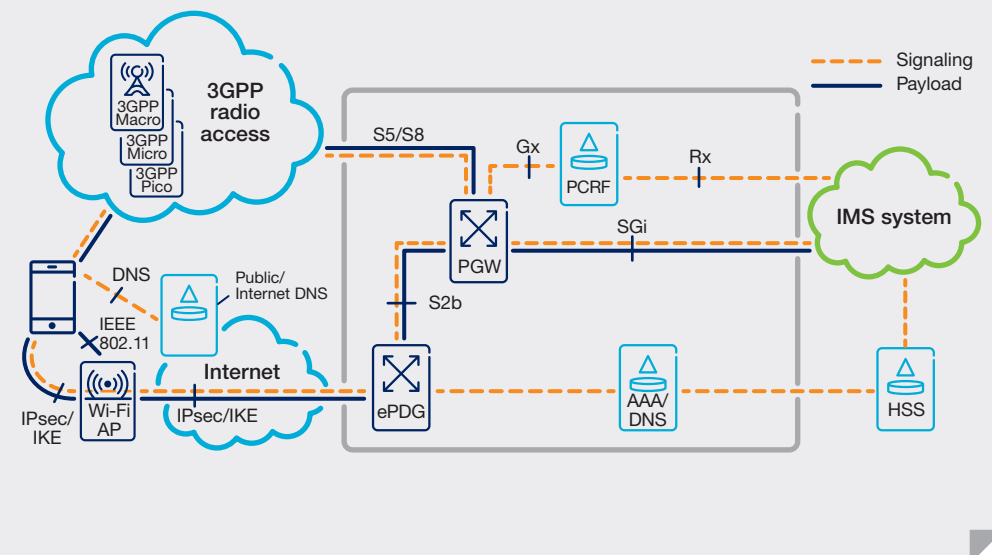 Signaling
Payload
3GPP
radio
access
3GPP
Macro
3GPP
Micro
3GPP
Pico
S5/S8
Gx
PCRF
Rx
IMS system
PGW
SGi
S2b
DNS
Public/
Internet DNS
IEEE
802.11
Internet
IPsec/
IKE
Wi-Fi
AP
IPsec/IKE
ePDG
AAA/
DNS
HSS